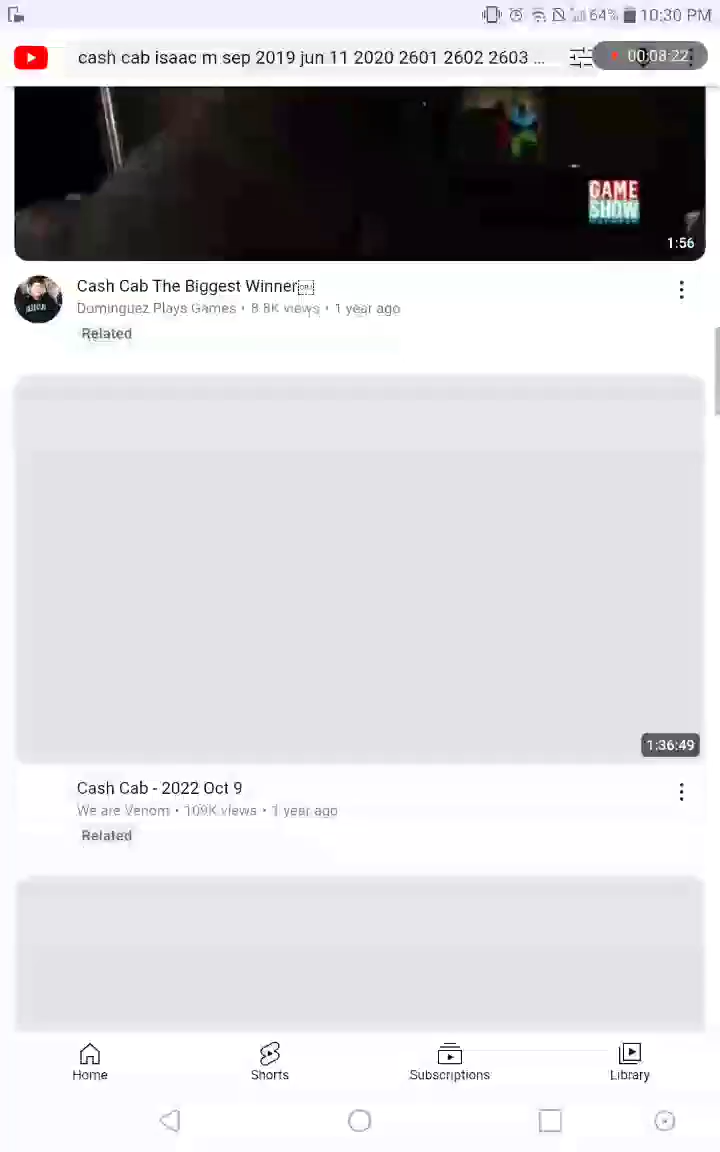 64% 10:30 PM
cash cab isaac m sep 2019 jun 11 2020 2601 2602 2603 ...
00:08:22
GAME
SHOW
1:56
Cash Cab The Biggest Winner
Dominguez Plays Games • 8.8K views • 1 year ago
Related
1:36:49
Cash Cab - 2022 Oct 9
We are Venom • 109K views • 1 year ago
Related
Home
Shorts
Subscriptions
Library